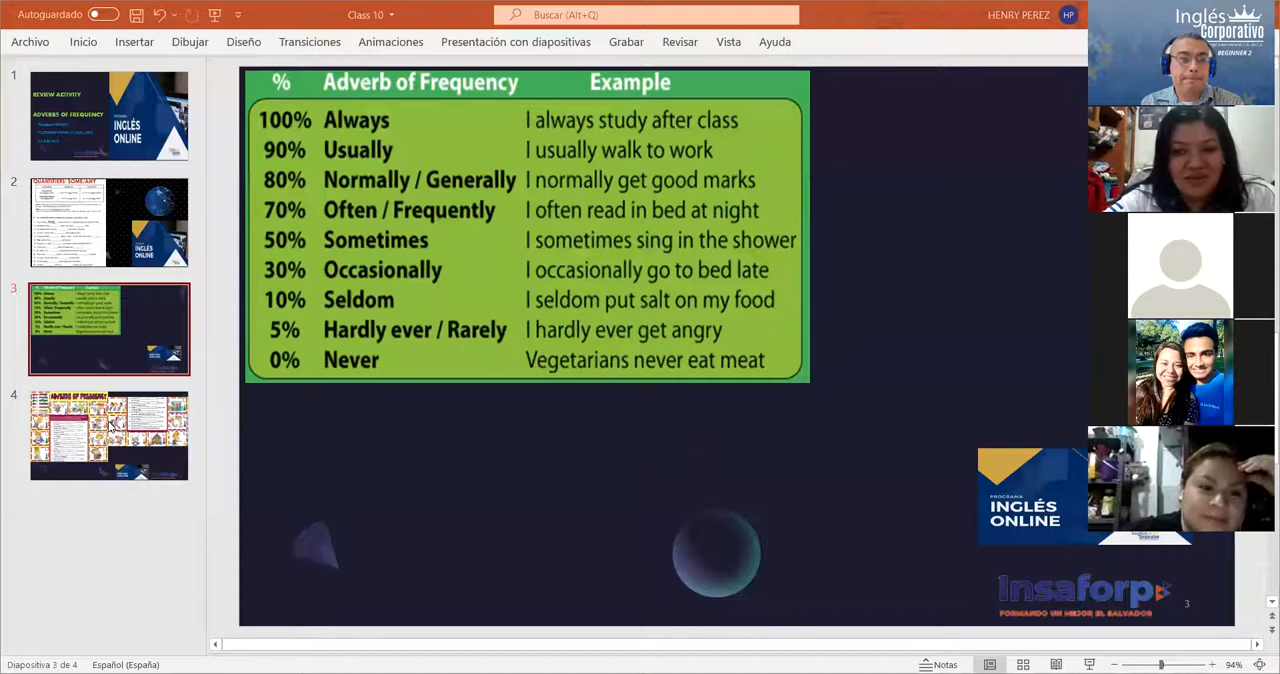 Autoguardado
Class 10
Buscar (Alt+Q)
HENRY PEREZ
HP
Archivo Inicio Insertar Dibujar Diseño Transiciones Animaciones Presentación con diapositivas Grabar Revisar Vista Ayuda
Inglés
Corporativo
BEGINNER 2
1
REVIEW ACTIVITY
ADVERBS OF FREQUENCY
INGLÉS
ONLINE
2
QUANTIFIERS: SOME/ANY
INGLÉS
ONLINE
3
4
ADVERBS OF FREQUENCY
% Adverb of Frequency Example
100% Always I always study after class
90% Usually I usually walk to work
80% Normally / Generally I normally get good marks
70% Often / Frequently I often read in bed at night
50% Sometimes I sometimes sing in the shower
30% Occasionally I occasionally go to bed late
10% Seldom I seldom put salt on my food
5% Hardly ever / Rarely I hardly ever get angry
0% Never Vegetarians never eat meat
PROGRAMA
INGLÉS
ONLINE
Insaforp
FORMANDO UN MEJOR EL SALVADOR
3
Diapositiva 3 de 4
Español (España)
Notas
94%